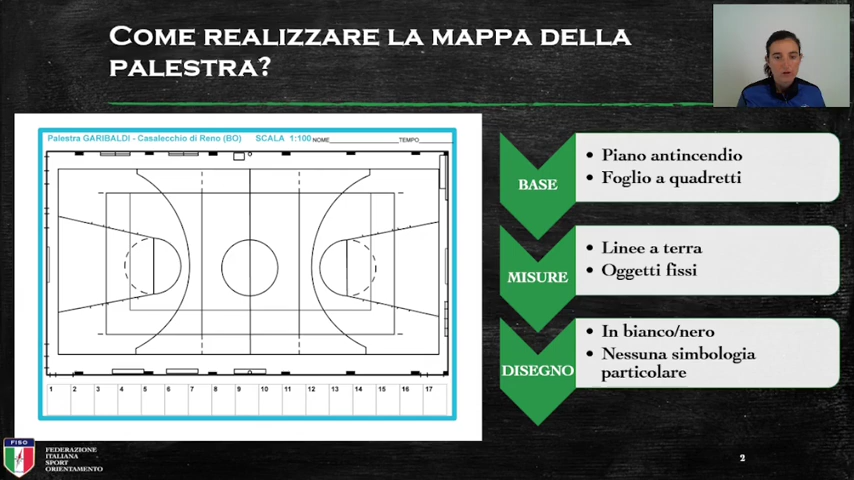 COME REALIZZARE LA MAPPA DELLA
PALESTRA?
Palestra GARIBALDI - Casalecchio di Reno (BO) SCALA 1:100 NOME TEMPO
1 2 3 4 5 6 7 8 9 10 11 12 13 14 15 16 17
BASE
• Piano antincendio
• Foglio a quadretti
MISURE
• Linee a terra
• Oggetti fissi
DISEGNO
• In bianco/nero
• Nessuna simbologia
particolare
FISO
FEDERAZIONE
ITALIANA
SPORT
ORIENTAMENTO
2